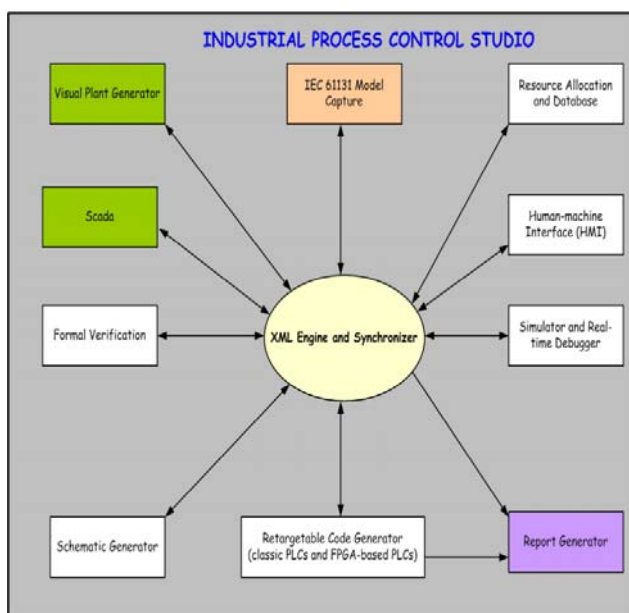 INDUSTRIAL PROCESS CONTROL STUDIO
Visual Plant Generator
IEC 61131 Model
Capture
Resource Allocation
and Database
Scada
Human-machine
Interface (HMI)
Formal Verification
XML Engine and Synchronizer
Simulator and Real-
time Debugger
Schematic Generator
Retargetable Code Generator
(classic PLCs and FPGA-based PLCs)
Report Generator